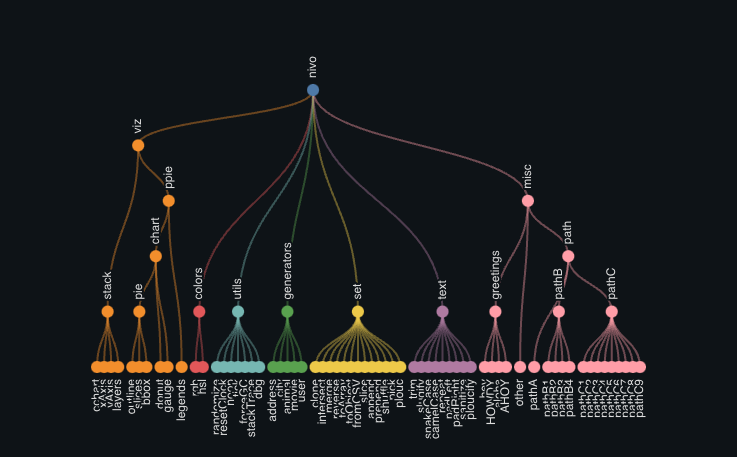 nivo
viz
ppie
misc
chart
path
stack
pie
colors
utils
generators
set
text
greetings
pathB
pathC
cchart
xAxis
yAxis
layers
outline
slices
bbox
donut
gauge
legends
rgb
hsl
randomize
resetClock
noop
tick
forceGC
stackTrace
dbg
address
city
animal
movie
user
clone
intersect
merge
reverse
toArray
toObject
fromCSV
slice
append
prepend
shuffle
pick
plouc
trim
slugify
snakeCase
camelCase
repeat
padLeft
padRight
sanitize
ploucify
hey
HOWDY
aloha
AHOY
other
pathA
pathB1
pathB2
pathB3
pathB4
pathC1
pathC2
pathC3
pathC4
pathC5
pathC6
pathC7
pathC8
pathC9